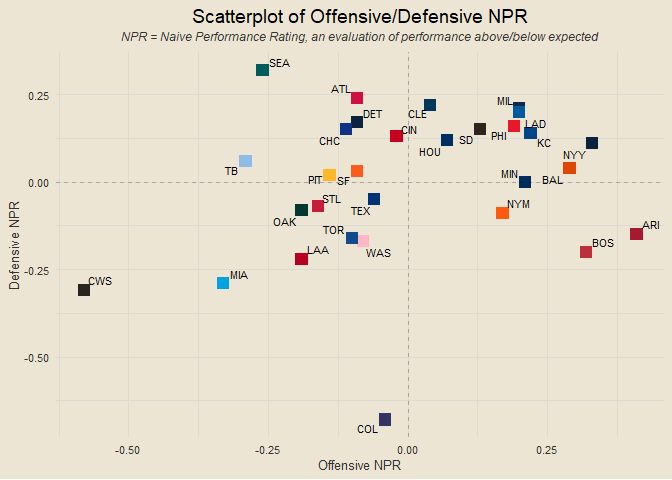 Scatterplot of Offensive/Defensive NPR
NPR = Naive Performance Rating, an evaluation of performance above/below expected
SEA
ATL
0.25
MIL
DET
CLE
LAD
CIN
PHI
SD
CHC
KC
HOU
NYY
TB
MIN
BAL
PIT
SF
0.00
STL
NYM
TEX
OAK
ARI
TOR
BOS
LAA
WAS
-0.25
MIA
CWS
-0.50
COL
Defensive NPR
-0.50
-0.25
0.00
0.25
Offensive NPR